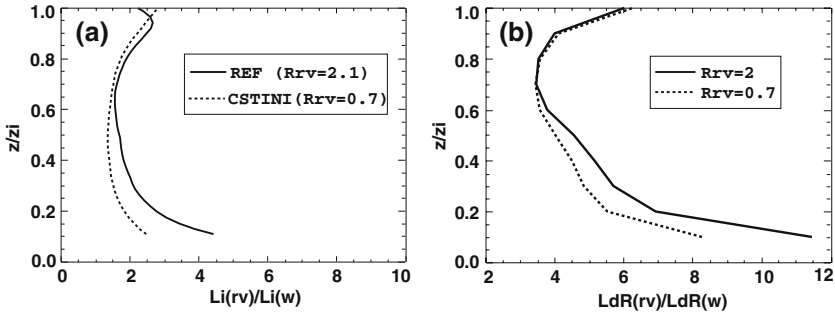 (a)
REF (Rrv=2.1)
CSTINI(Rrv=0.7)
z/zi
1.0
0.8
0.6
0.4
0.2
0.0
0 2 4 6 8 10
Li(rv)/Li(w)
(b)
Rrv=2
Rrv=0.7
z/zi
1.0
0.8
0.6
0.4
0.2
0.0
2 4 6 8 10 12
LdR(rv)/LdR(w)